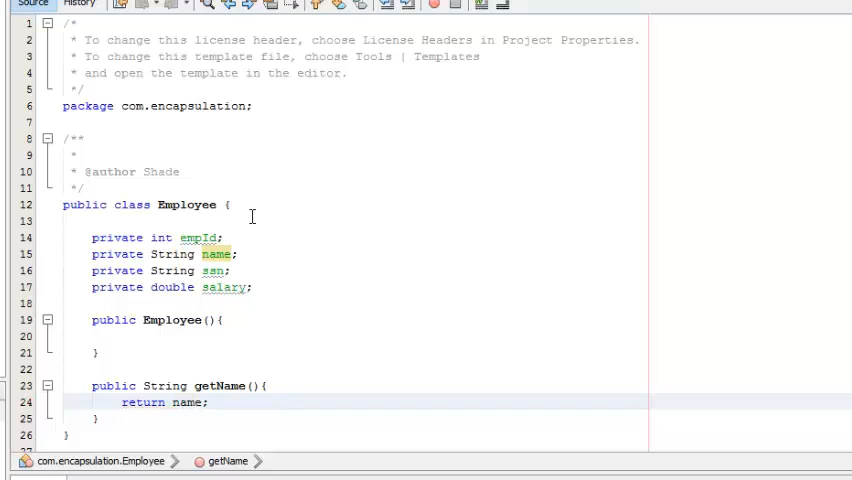 Source History
1 /*
2 * To change this license header, choose License Headers in Project Properties.
3 * To change this template file, choose Tools | Templates
4 * and open the template in the editor.
5 */
6 package com.encapsulation;
7
8 /**
9 *
10 * @author Shade
11 */
12 public class Employee {
13
14 private int empId;
15 private String name;
16 private String ssn;
17 private double salary;
18
19 public Employee(){
20
21 }
22
23 public String getName(){
24 return name;
25 }
26 }
com.encapsulation.Employee getName